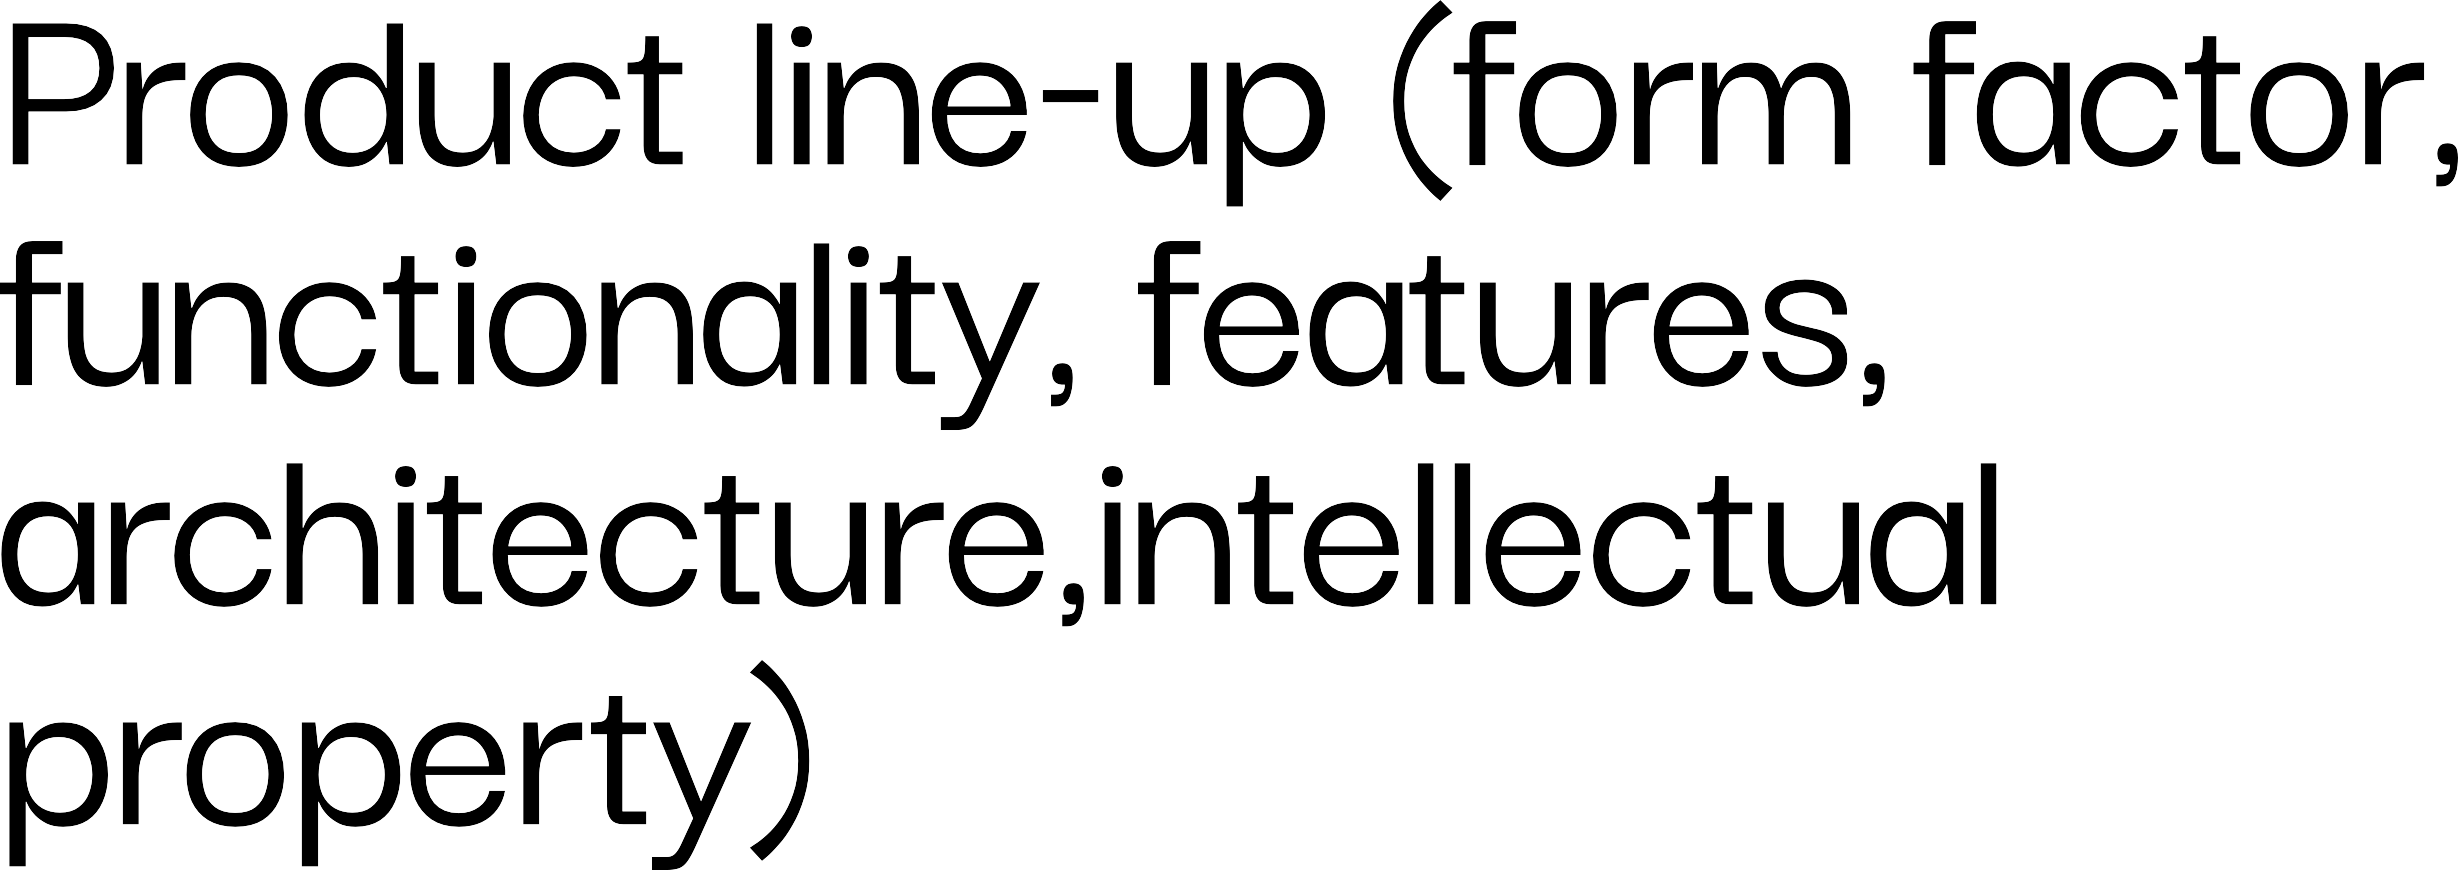 Product line-up (form factor,
functionality, features,
architecture,intellectual
property)